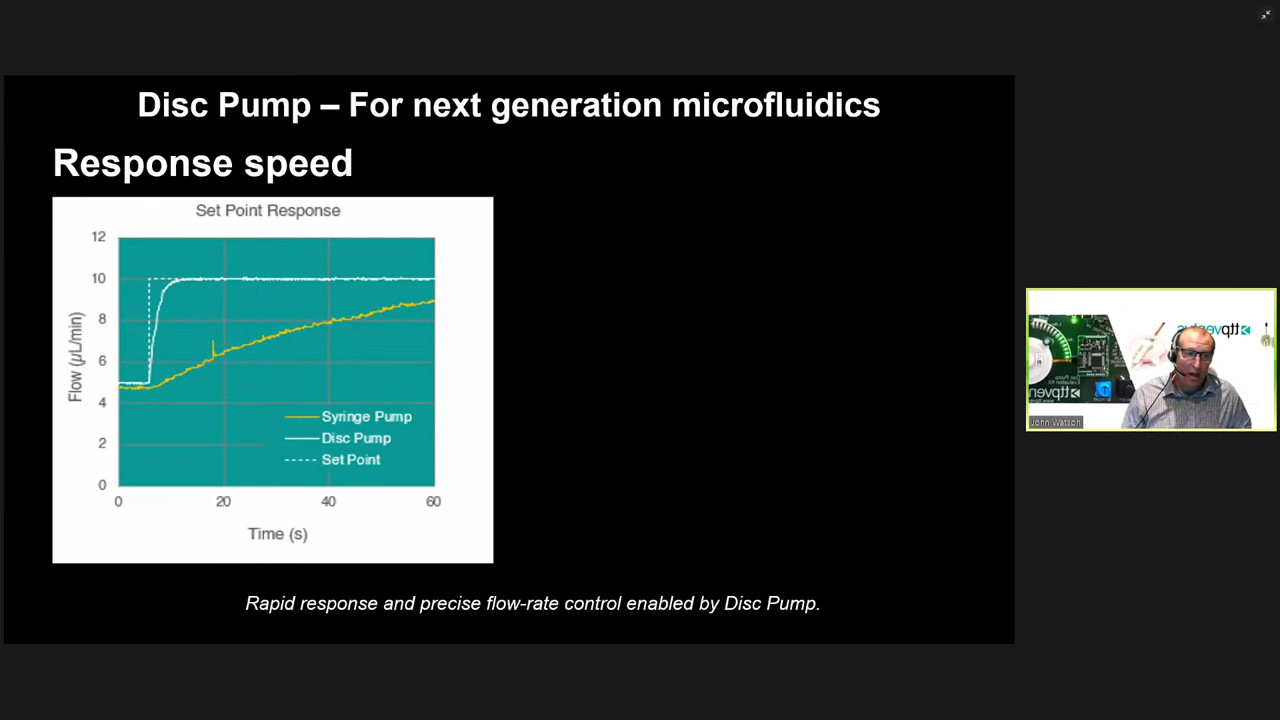 Disc Pump – For next generation microfluidics
Response speed
Set Point Response
12
10
8
6
4
2
0
Flow (µL/min)
Syringe Pump
Disc Pump
Set Point
0 20 40 60
Time (s)
Rapid response and precise flow-rate control enabled by Disc Pump.
ttpventus
John Watson